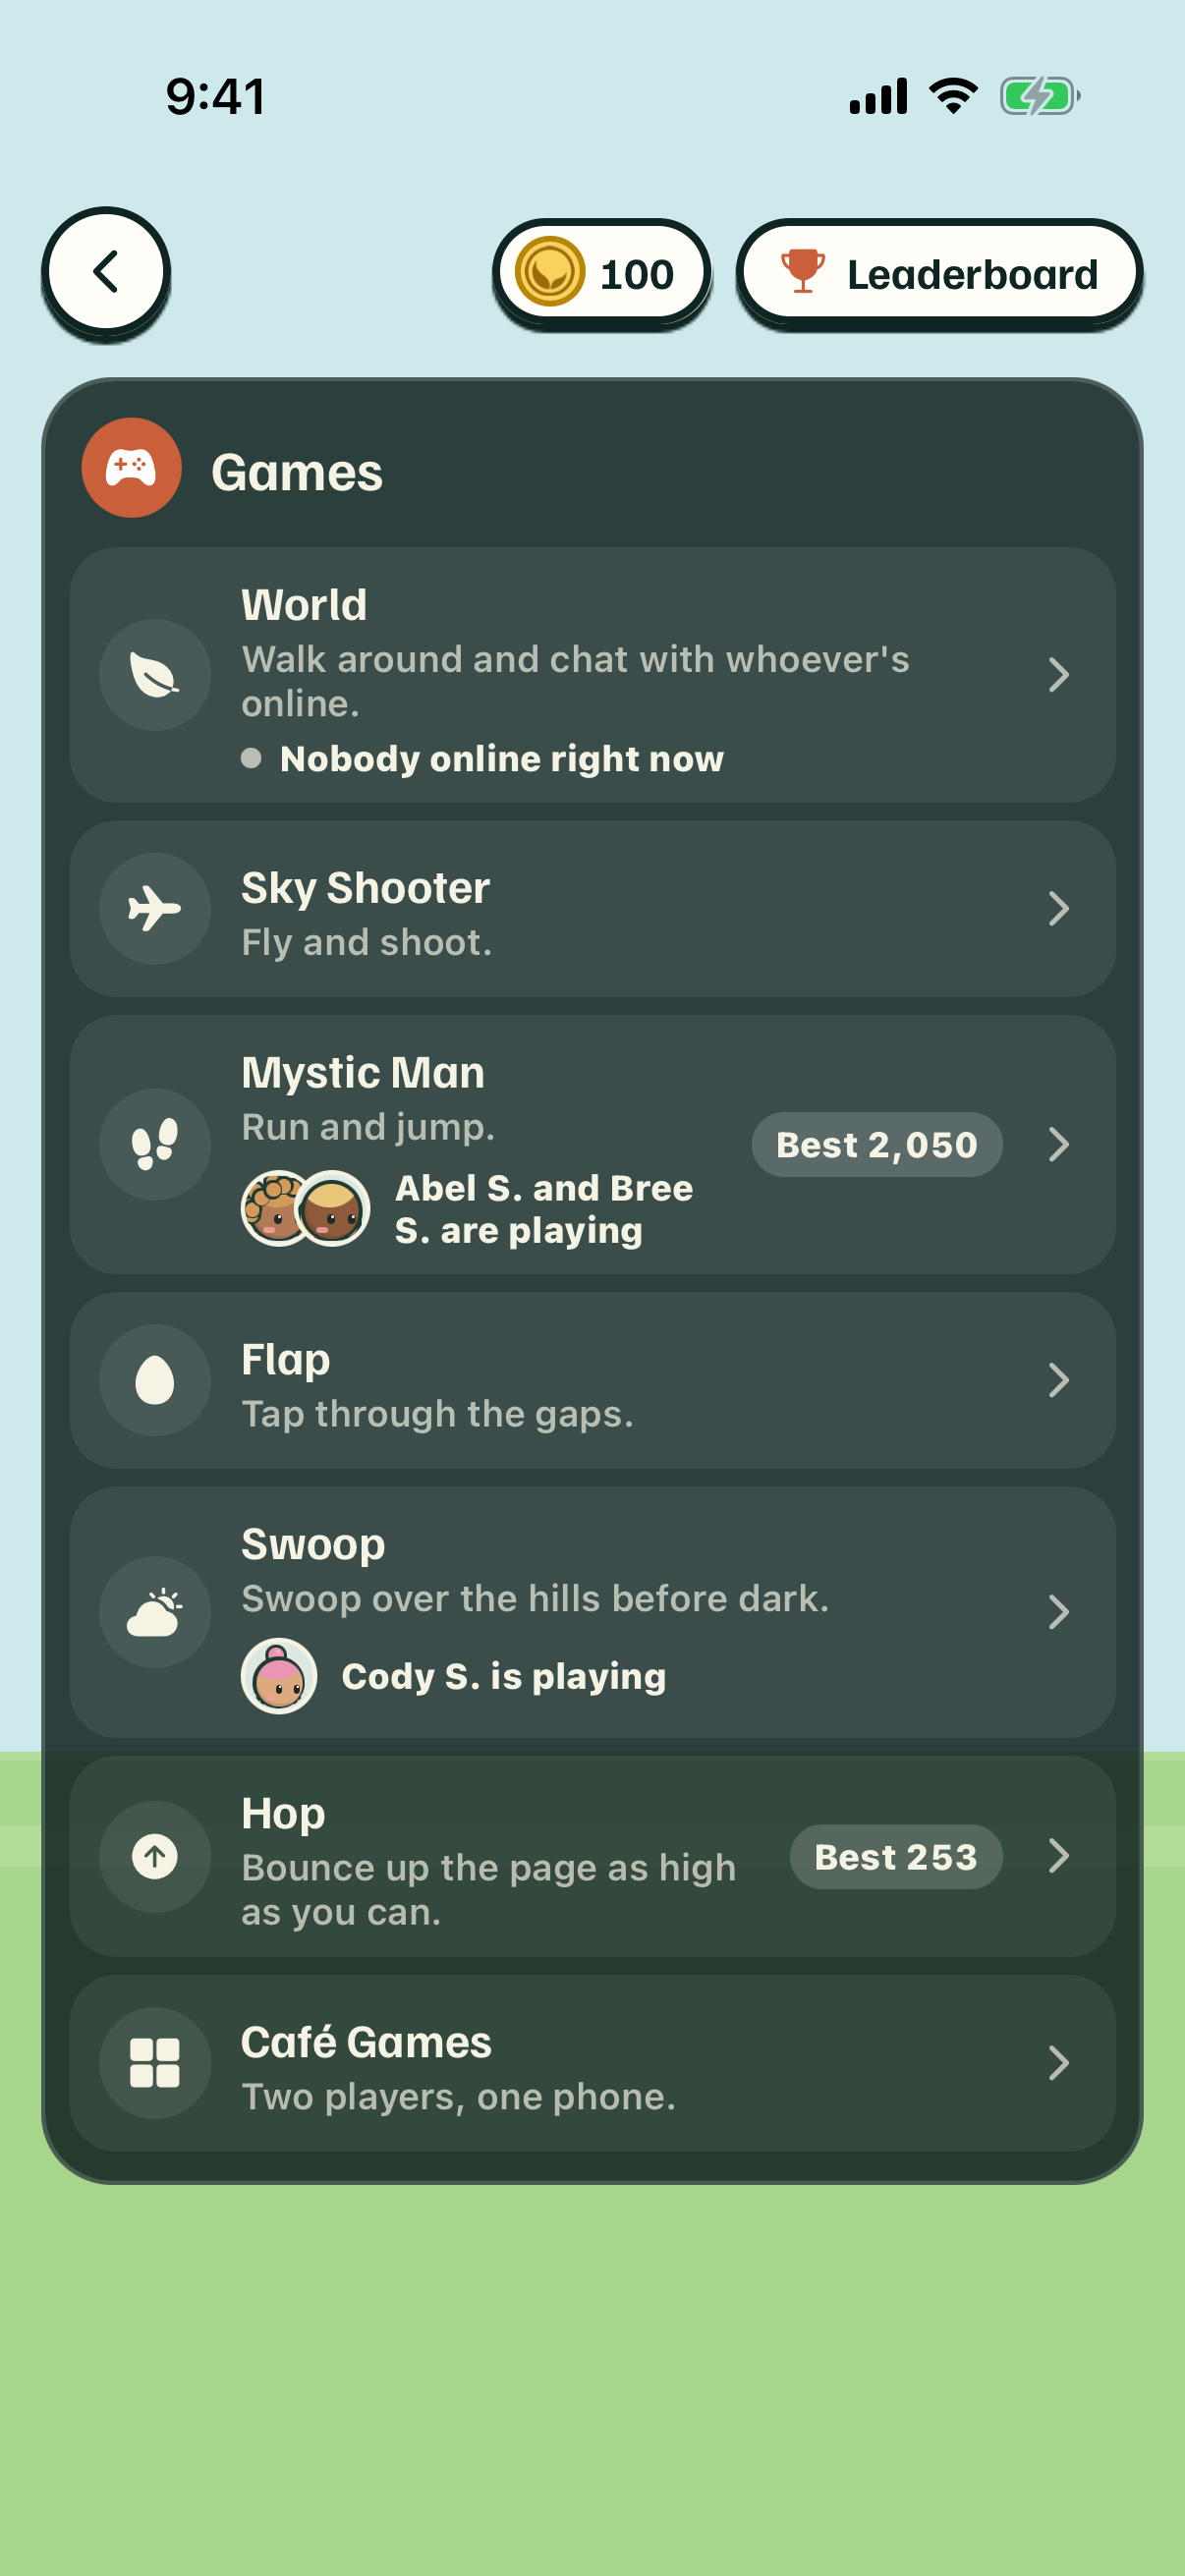 9:41
100
Leaderboard
Games
World
Walk around and chat with whoever's
online.
Nobody online right now
Sky Shooter
Fly and shoot.
Mystic Man
Run and jump.
Best 2,050
Abel S. and Bree
S. are playing
Flap
Tap through the gaps.
Swoop
Swoop over the hills before dark.
Cody S. is playing
Hop
Bounce up the page as high
as you can.
Best 253
Café Games
Two players, one phone.